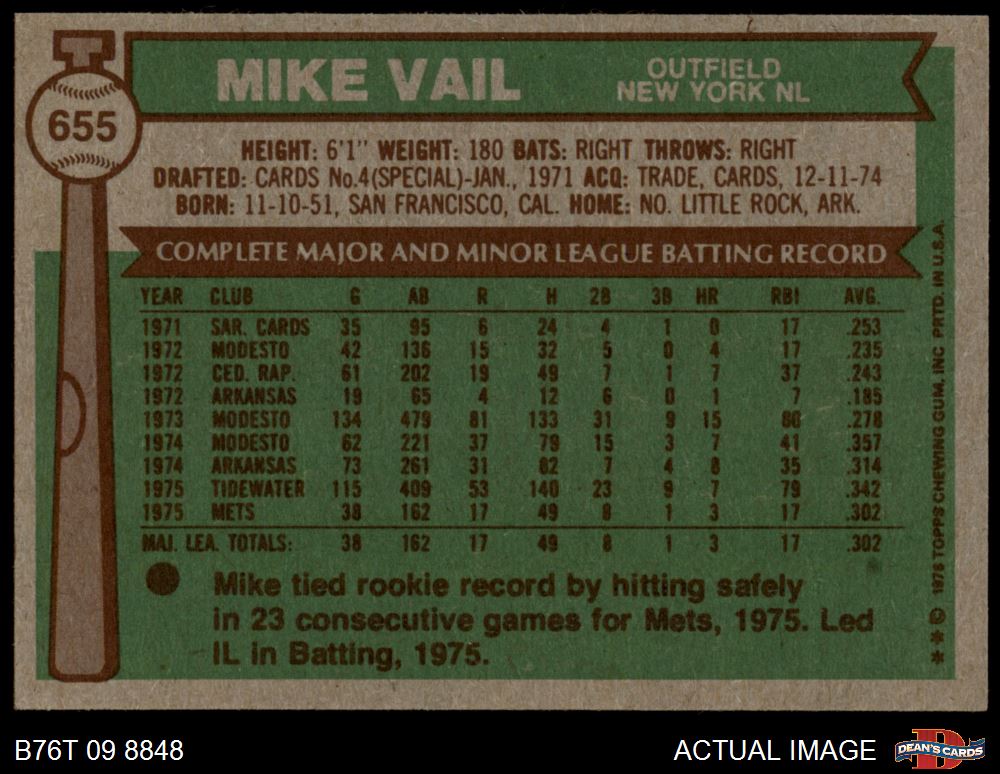 T
655
MIKE VAIL
OUTFIELD
NEW YORK NL
HEIGHT: 6'1" WEIGHT: 180 BATS: RIGHT THROWS: RIGHT
DRAFTED: CARDS No.4(SPECIAL)-JAN., 1971 ACQ: TRADE, CARDS, 12-11-74
BORN: 11-10-51, SAN FRANCISCO, CAL. HOME: NO. LITTLE ROCK, ARK.
COMPLETE MAJOR AND MINOR LEAGUE BATTING RECORD
YEAR CLUB G AB R H 2B 3B HR RBI AVG.
1971 SAR. CARDS 35 95 6 24 4 1 0 17 .253
1972 MODESTO 42 136 15 32 5 0 4 17 .235
1972 CED. RAP. 61 202 19 49 7 1 7 37 .243
1972 ARKANSAS 19 65 4 12 6 0 1 7 .185
1973 MODESTO 134 479 81 133 31 9 15 80 .278
1974 MODESTO 62 221 37 79 15 3 7 41 .357
1974 ARKANSAS 73 261 31 82 7 4 8 35 .314
1975 TIDEWATER 115 409 53 140 23 9 7 79 .342
1975 METS 38 162 17 49 8 1 3 17 .302
MAJ. LEA. TOTALS: 38 162 17 49 8 1 3 17 .302
Mike tied rookie record by hitting safely
in 23 consecutive games for Mets, 1975. Led
IL in Batting, 1975.
** © 1976 TOPPS CHEWING GUM, INC PRTD. IN U.S.A.
B76T 09 8848
ACTUAL IMAGE
D
DEAN'S CARDS